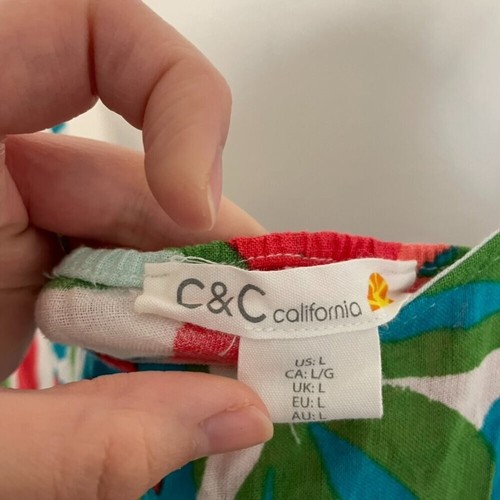 C&C california
US: L
CA: L/G
UK: L
EU: L
AU: L